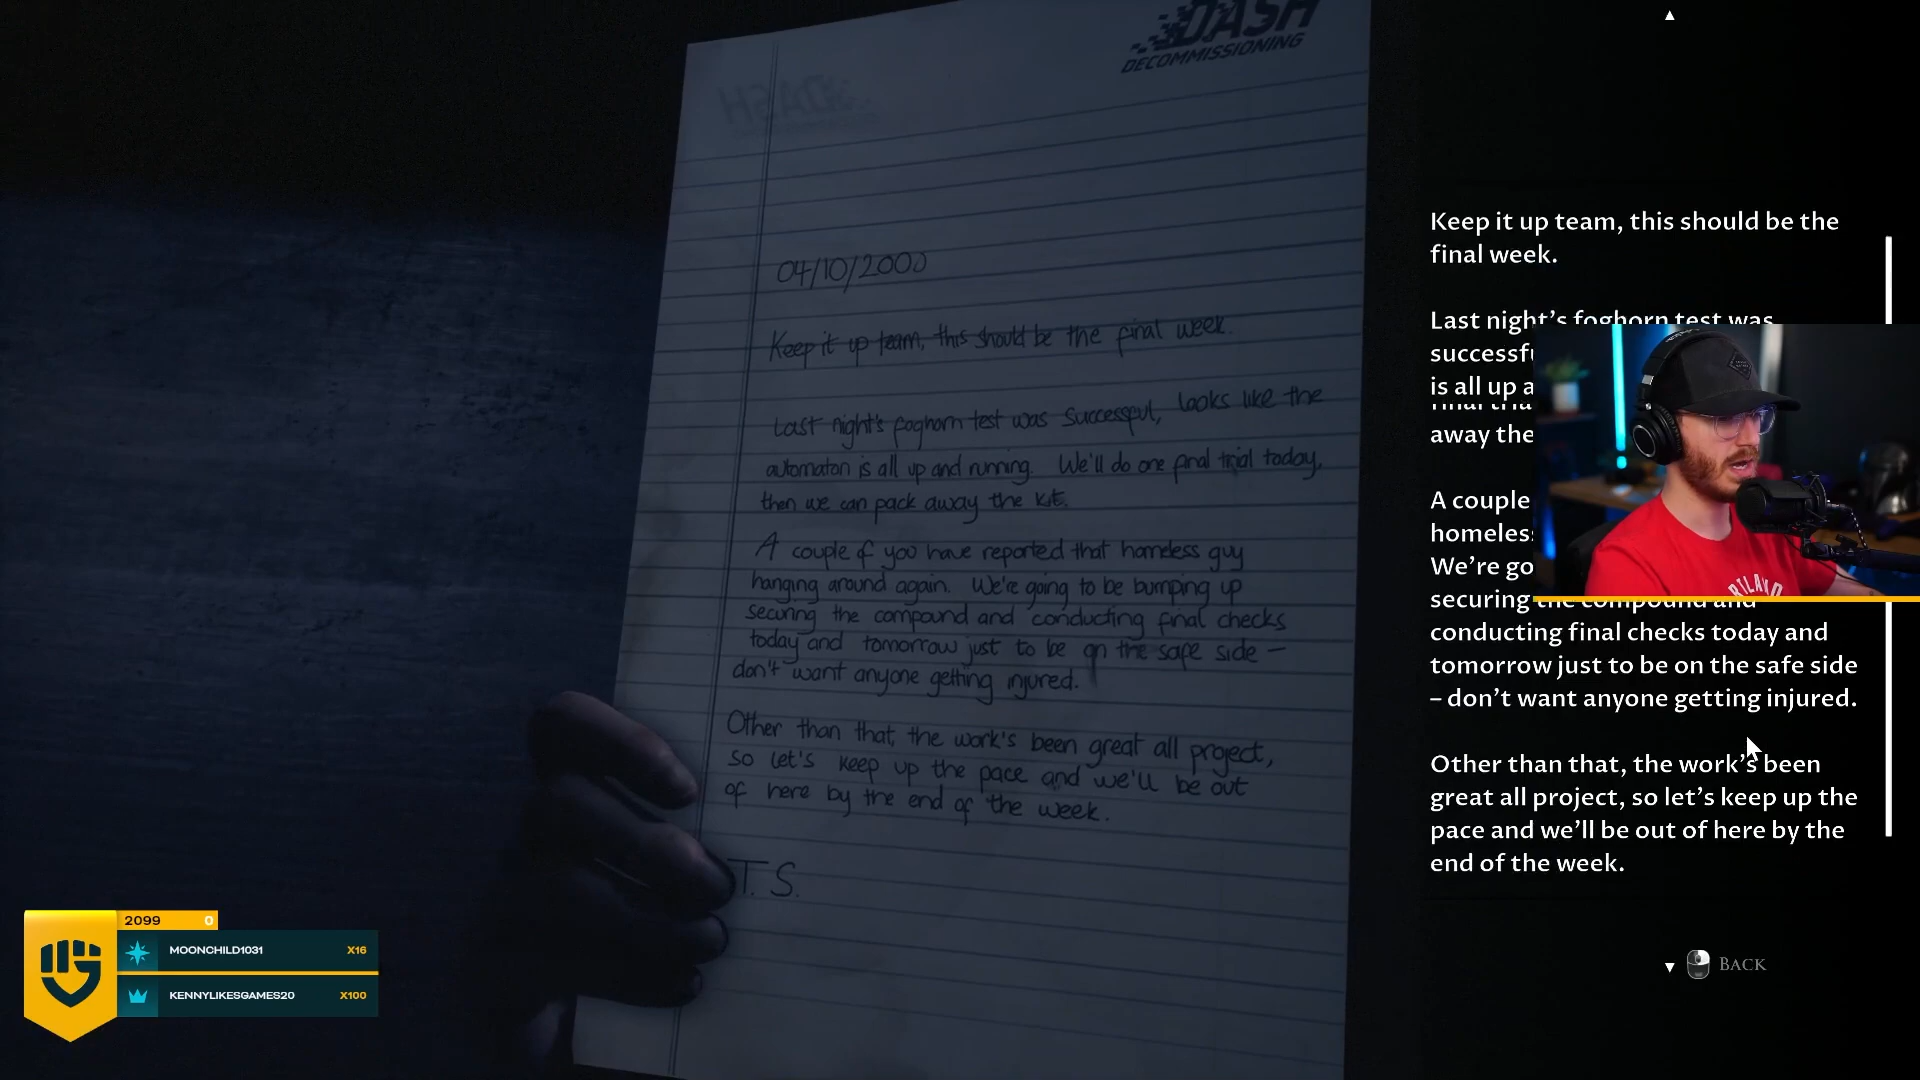 DASH
DECOMMISSIONING
04/10/2000
Keep it up team, this should be the final week.
Last night's foghorn test was successful, looks like the
automaton is all up and running. We'll do one final trial today,
then we can pack away the kit.
A couple of you have reported that homeless guy
hanging around again. We're going to be bumping up
securing the compound and conducting final checks
today and tomorrow just to be on the safe side –
don't want anyone getting injured.
Other than that, the work's been great all project,
so let's keep up the pace and we'll be out
of here by the end of the week.
T.S.
Keep it up team, this should be the
final week.
Last night's foghorn test was
successfu
is all up a
away the
A couple
homeless
We're go
securing the compound and
conducting final checks today and
tomorrow just to be on the safe side
– don't want anyone getting injured.
Other than that, the work's been
great all project, so let's keep up the
pace and we'll be out of here by the
end of the week.
BACK
2099 0
MOONCHILD1031 X16
KENNYLIKESGAMES20 X100